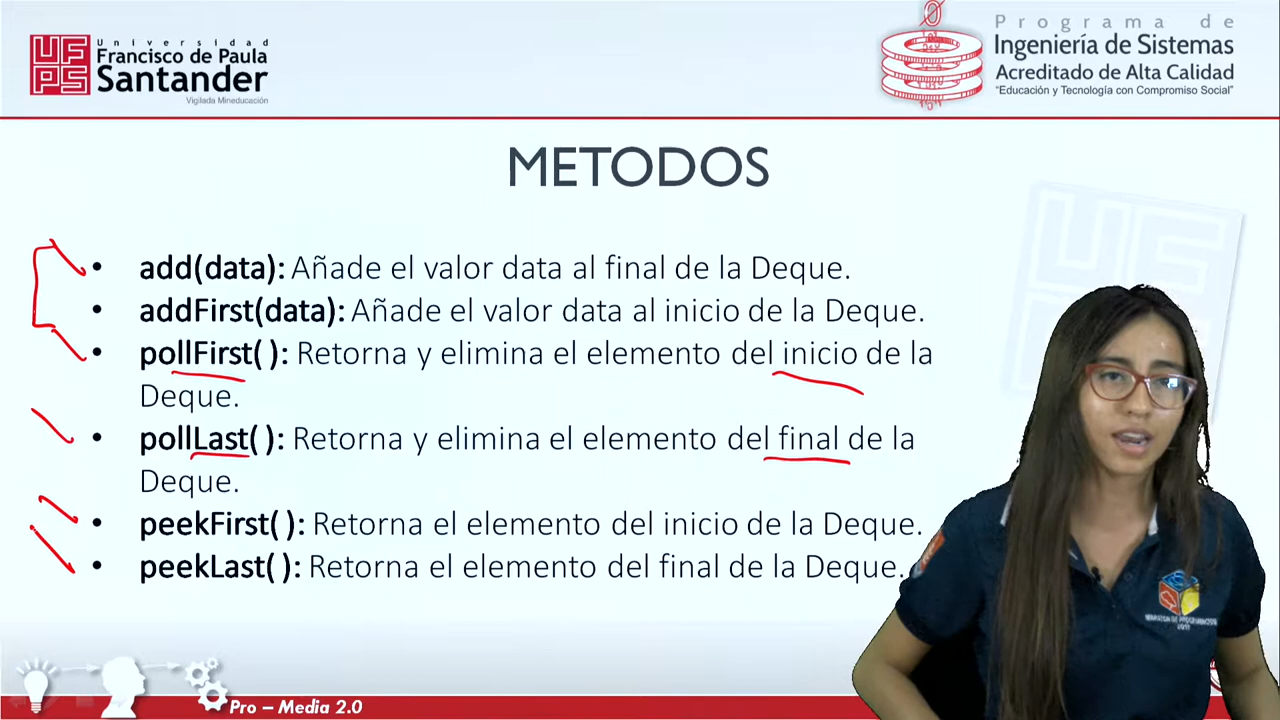 Universidad
Francisco de Paula
Santander
Vigilada Mineducación
UF
PS
Programa de
Ingeniería de Sistemas
Acreditado de Alta Calidad
"Educación y Tecnología con Compromiso Social"
METODOS
• add(data): Añade el valor data al final de la Deque.
• addFirst(data): Añade el valor data al inicio de la Deque.
• pollFirst( ): Retorna y elimina el elemento del inicio de la
Deque.
• pollLast( ): Retorna y elimina el elemento del final de la
Deque.
• peekFirst( ): Retorna el elemento del inicio de la Deque.
• peekLast( ): Retorna el elemento del final de la Deque.
Pro – Media 2.0